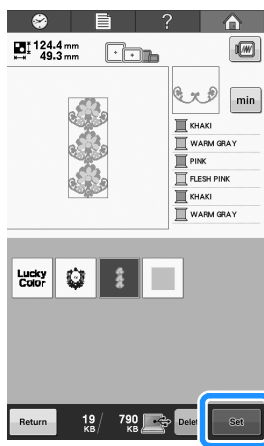 ?
124.4 mm
49.3 mm
min
KHAKI
WARM GRAY
PINK
FLESH PINK
KHAKI
WARM GRAY
Lucky
Color
Return
19 KB / 790 KB
Delet
Set